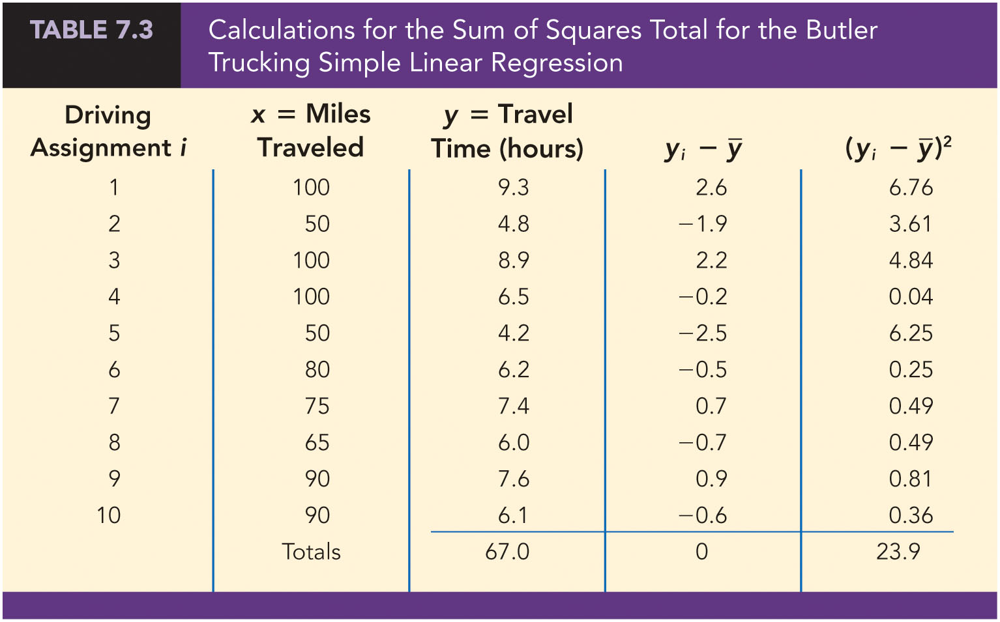 TABLE 7.3
Calculations for the Sum of Squares Total for the Butler
Trucking Simple Linear Regression
Driving Assignment i | x = Miles Traveled | y = Travel Time (hours) | yᵢ − ȳ | (yᵢ − ȳ)²
1 | 100 | 9.3 | 2.6 | 6.76
2 | 50 | 4.8 | −1.9 | 3.61
3 | 100 | 8.9 | 2.2 | 4.84
4 | 100 | 6.5 | −0.2 | 0.04
5 | 50 | 4.2 | −2.5 | 6.25
6 | 80 | 6.2 | −0.5 | 0.25
7 | 75 | 7.4 | 0.7 | 0.49
8 | 65 | 6.0 | −0.7 | 0.49
9 | 90 | 7.6 | 0.9 | 0.81
10 | 90 | 6.1 | −0.6 | 0.36
Totals | 67.0 | 0 | 23.9